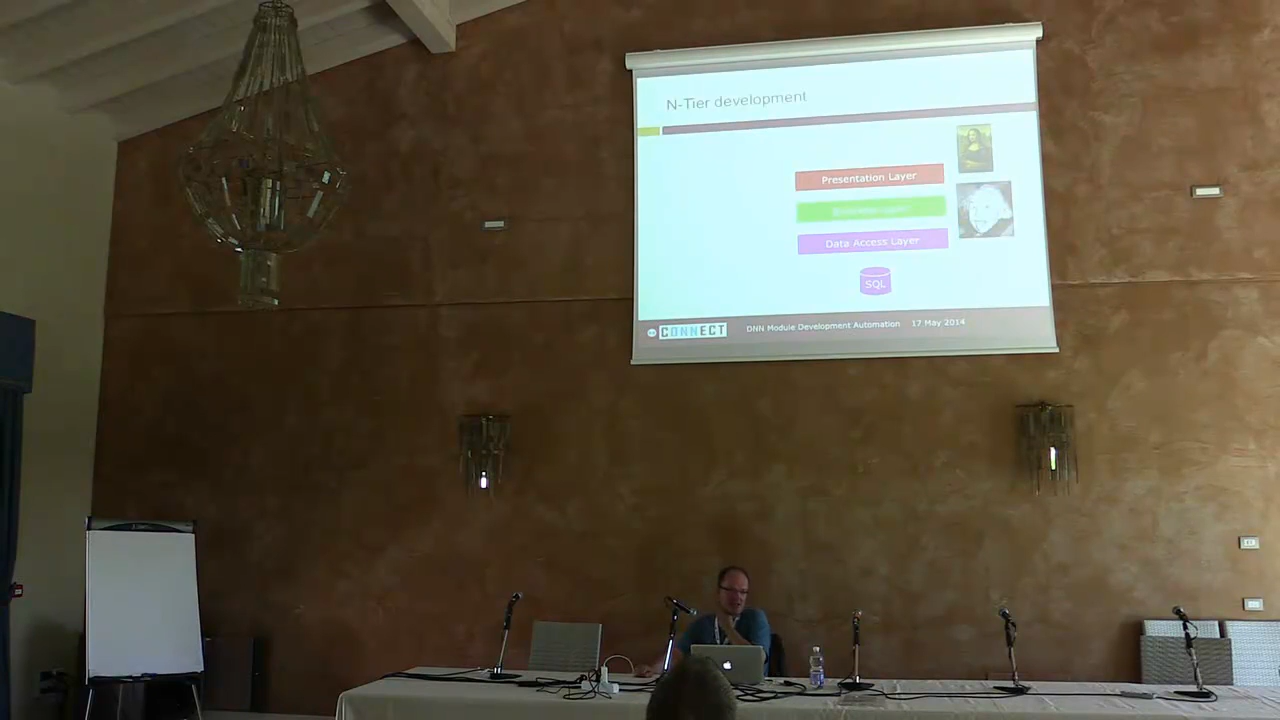 N-Tier development
Presentation Layer
Data Access Layer
SQL
CONNECT
DNN Module Development Automation 17 May 2014